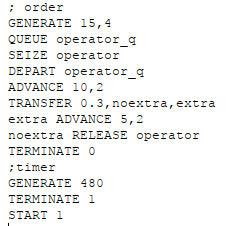 ; order
GENERATE 15,4
QUEUE operator_q
SEIZE operator
DEPART operator_q
ADVANCE 10,2
TRANSFER 0.3,noextra,extra
extra ADVANCE 5,2
noextra RELEASE operator
TERMINATE 0
;timer
GENERATE 480
TERMINATE 1
START 1